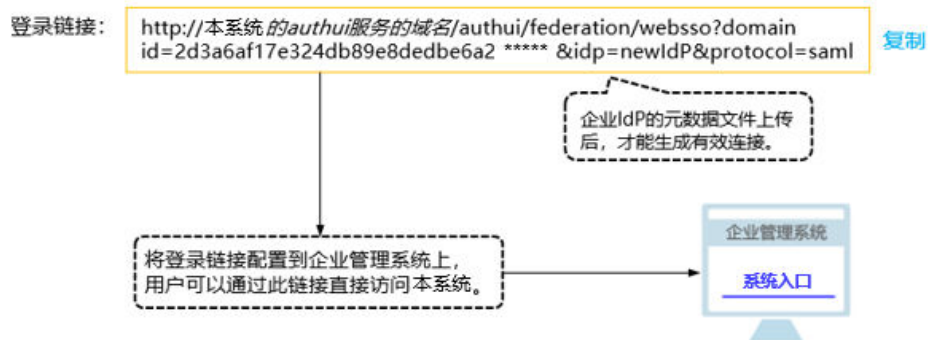 登录链接：
http://本系统的authui服务的域名/authui/federation/websso?domain
id=2d3a6af17e324db89e8dedbe6a2 ***** &idp=newIdP&protocol=saml
复制
企业IdP的元数据文件上传
后，才能生成有效连接。
将登录链接配置到企业管理系统上，
用户可以通过此链接直接访问本系统。
企业管理系统
系统入口